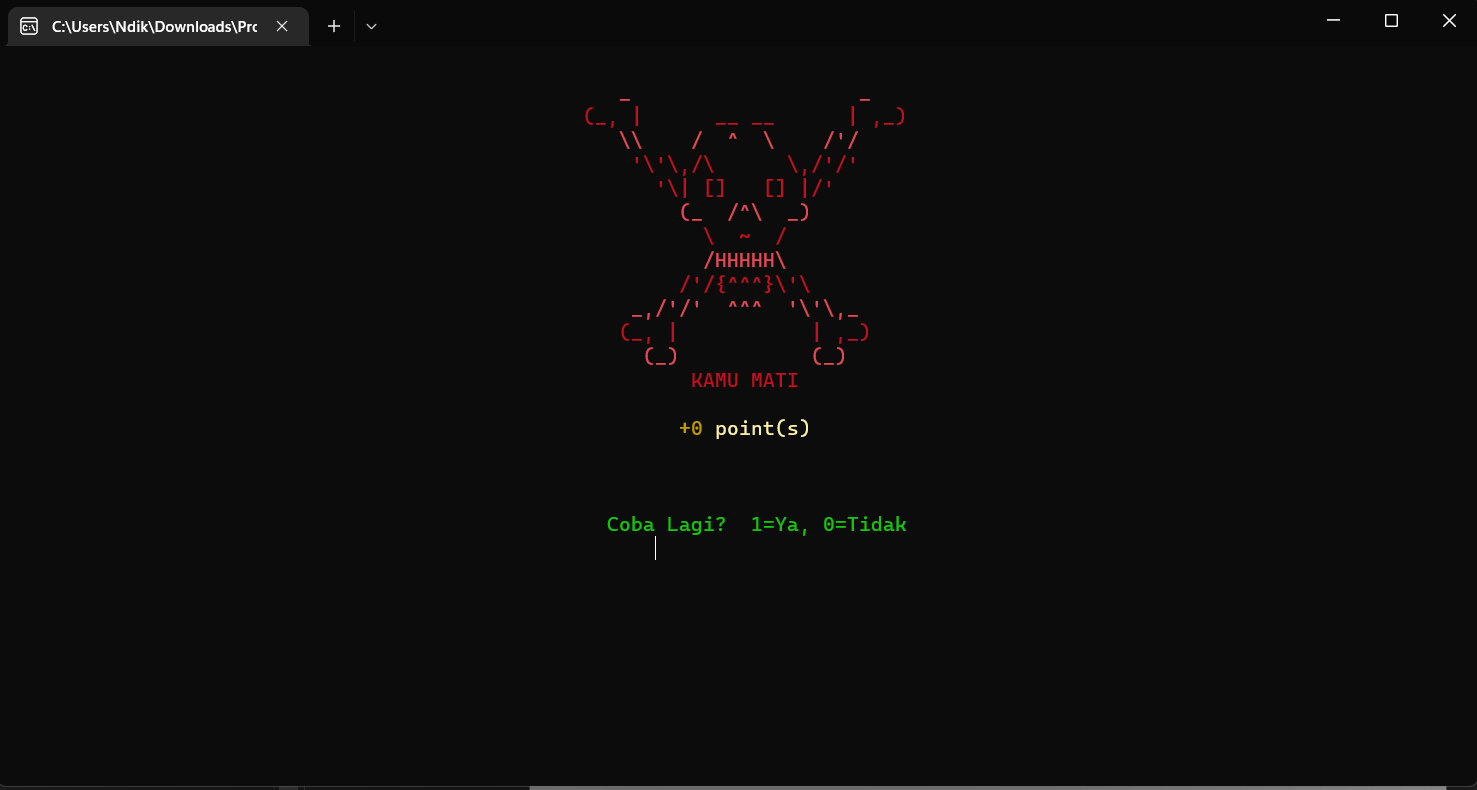 C:\Users\Ndik\Downloads\Pro
KAMU MATI
+0 point(s)
Coba Lagi?  1=Ya, 0=Tidak